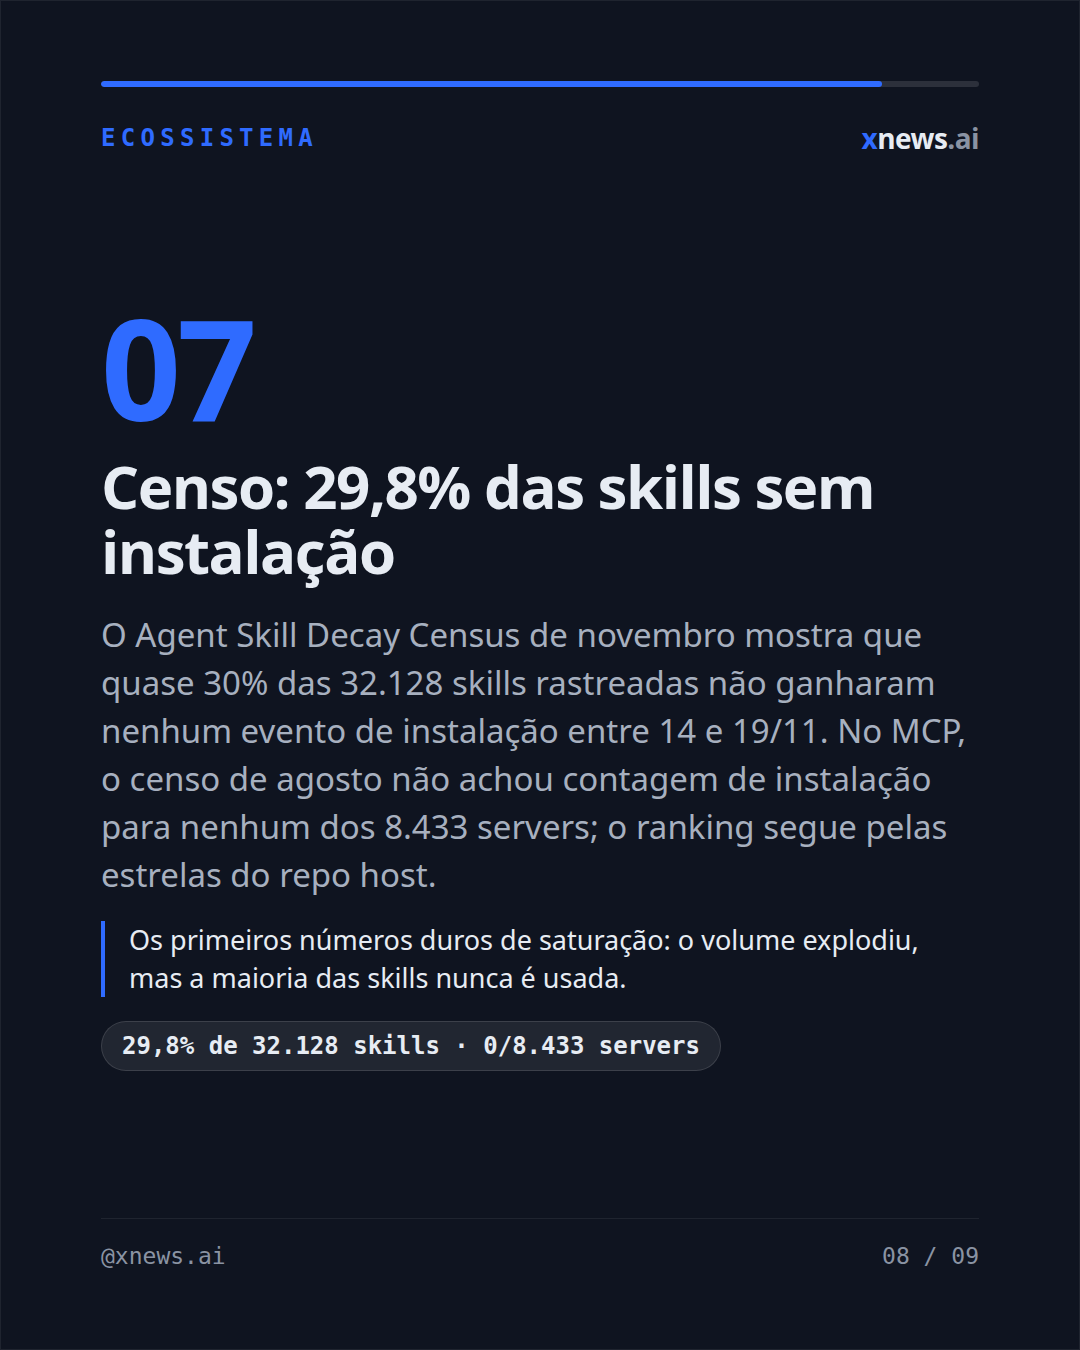 ECOSSISTEMA
xnews.ai
07
Censo: 29,8% das skills sem
instalação
O Agent Skill Decay Census de novembro mostra que
quase 30% das 32.128 skills rastreadas não ganharam
nenhum evento de instalação entre 14 e 19/11. No MCP,
o censo de agosto não achou contagem de instalação
para nenhum dos 8.433 servers; o ranking segue pelas
estrelas do repo host.
Os primeiros números duros de saturação: o volume explodiu,
mas a maioria das skills nunca é usada.
29,8% de 32.128 skills · 0/8.433 servers
@xnews.ai
08 / 09